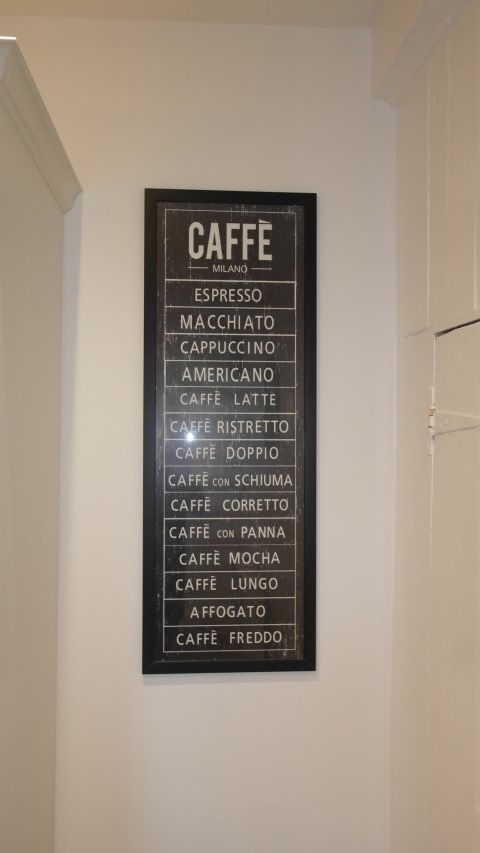 CAFFÈ
MILANO
ESPRESSO
MACCHIATO
CAPPUCCINO
AMERICANO
CAFFÈ LATTE
CAFFÈ RISTRETTO
CAFFÈ DOPPIO
CAFFÈ CON SCHIUMA
CAFFÈ CORRETTO
CAFFÈ CON PANNA
CAFFÈ MOCHA
CAFFÈ LUNGO
AFFOGATO
CAFFÈ FREDDO